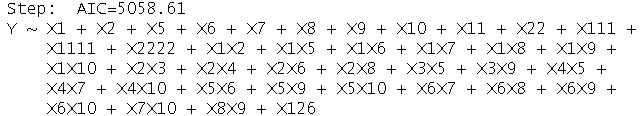 Step:  AIC=5058.61
Y ~ X1 + X2 + X5 + X6 + X7 + X8 + X9 + X10 + X11 + X22 + X111 +
X1111 + X2222 + X1X2 + X1X5 + X1X6 + X1X7 + X1X8 + X1X9 +
X1X10 + X2X3 + X2X4 + X2X6 + X2X8 + X3X5 + X3X9 + X4X5 +
X4X7 + X4X10 + X5X6 + X5X9 + X5X10 + X6X7 + X6X8 + X6X9 +
X6X10 + X7X10 + X8X9 + X126